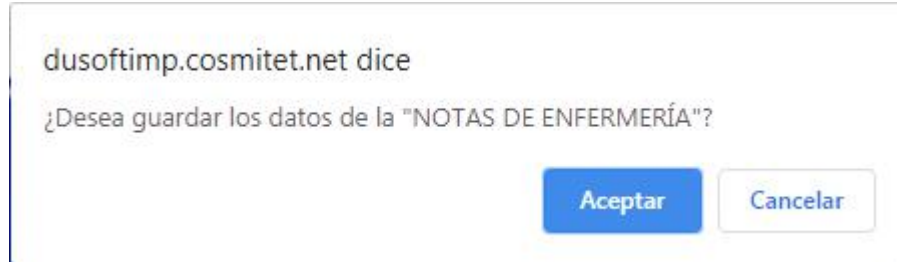 dusoftimp.cosmitet.net dice
¿Desea guardar los datos de la "NOTAS DE ENFERMERÍA"?
Aceptar Cancelar